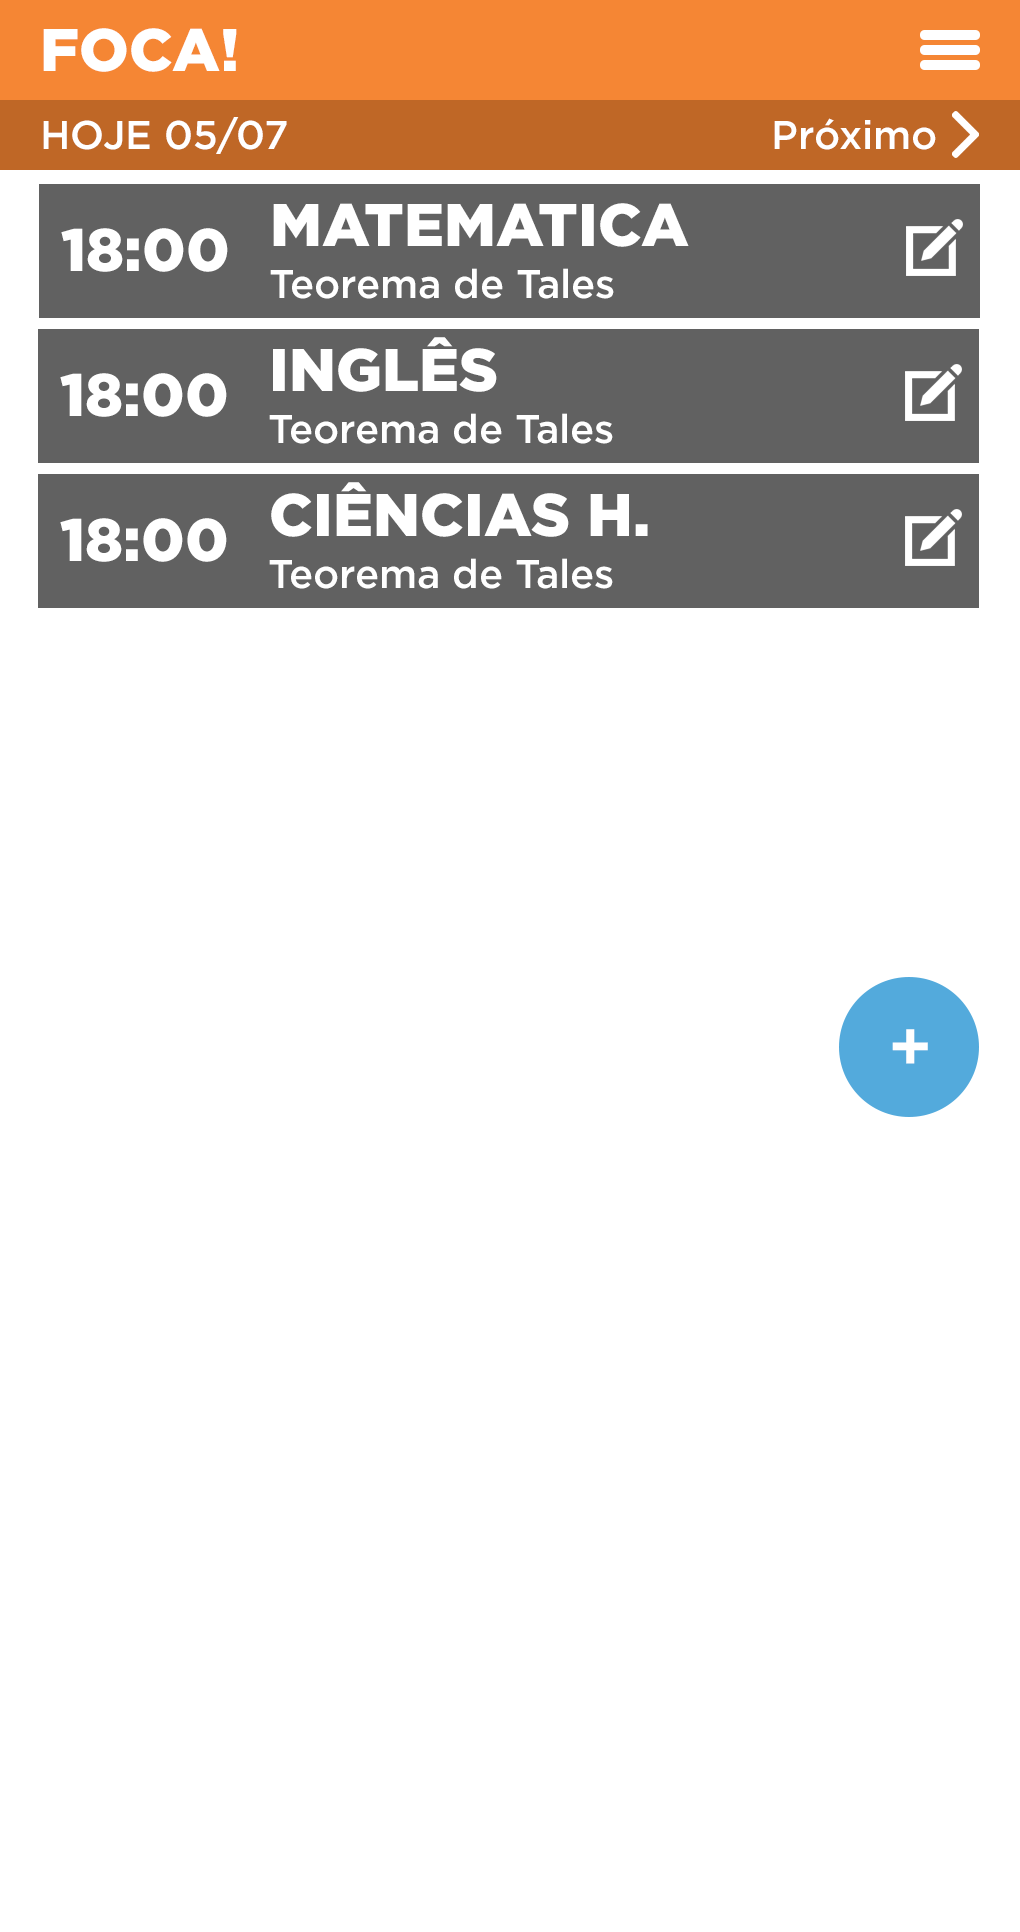 FOCA!
HOJE 05/07 Próximo
18:00
MATEMATICA
Teorema de Tales
18:00
INGLÊS
Teorema de Tales
18:00
CIÊNCIAS H.
Teorema de Tales
+